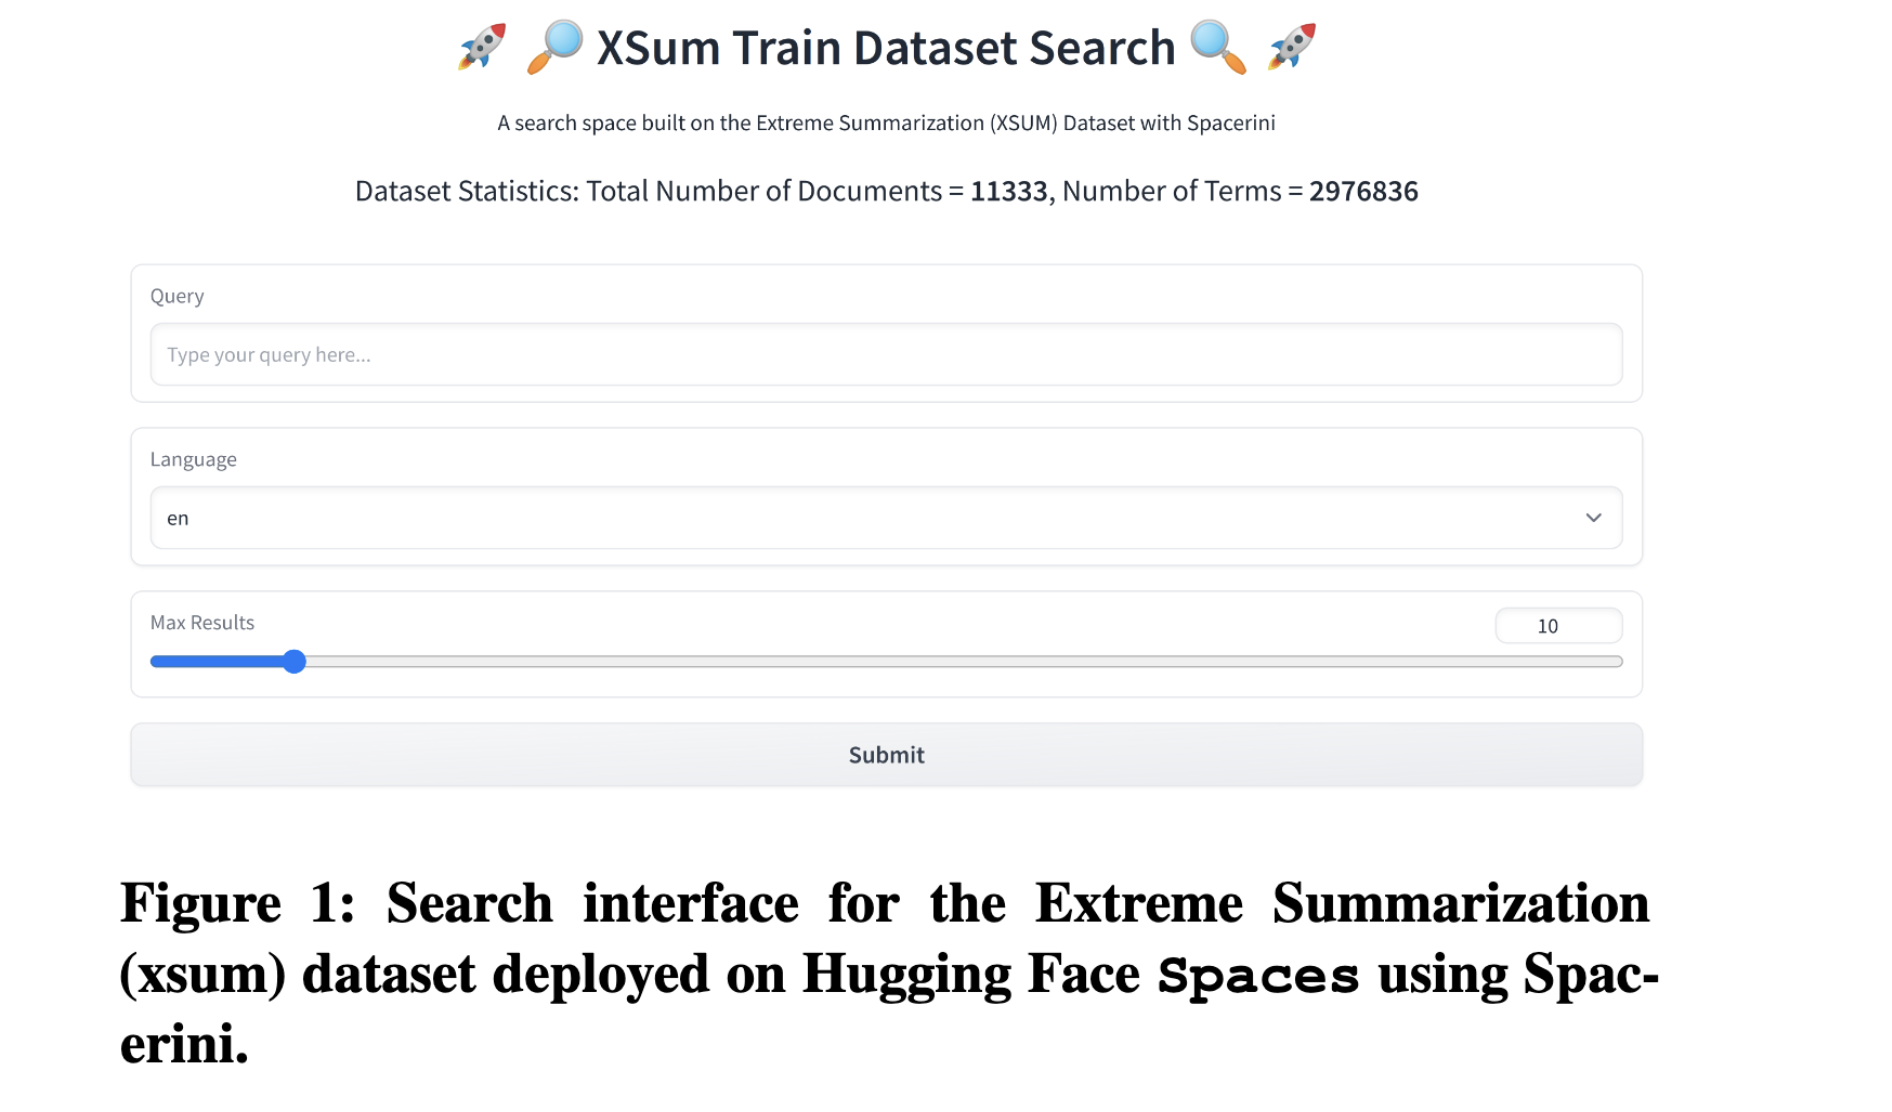 🚀 🔎 XSum Train Dataset Search 🔍 🚀
A search space built on the Extreme Summarization (XSUM) Dataset with Spacerini
Dataset Statistics: Total Number of Documents = 11333, Number of Terms = 2976836
Query
Type your query here...
Language
en
Max Results
10
Submit
Figure 1: Search interface for the Extreme Summarization
(xsum) dataset deployed on Hugging Face Spaces using Spac-
erini.